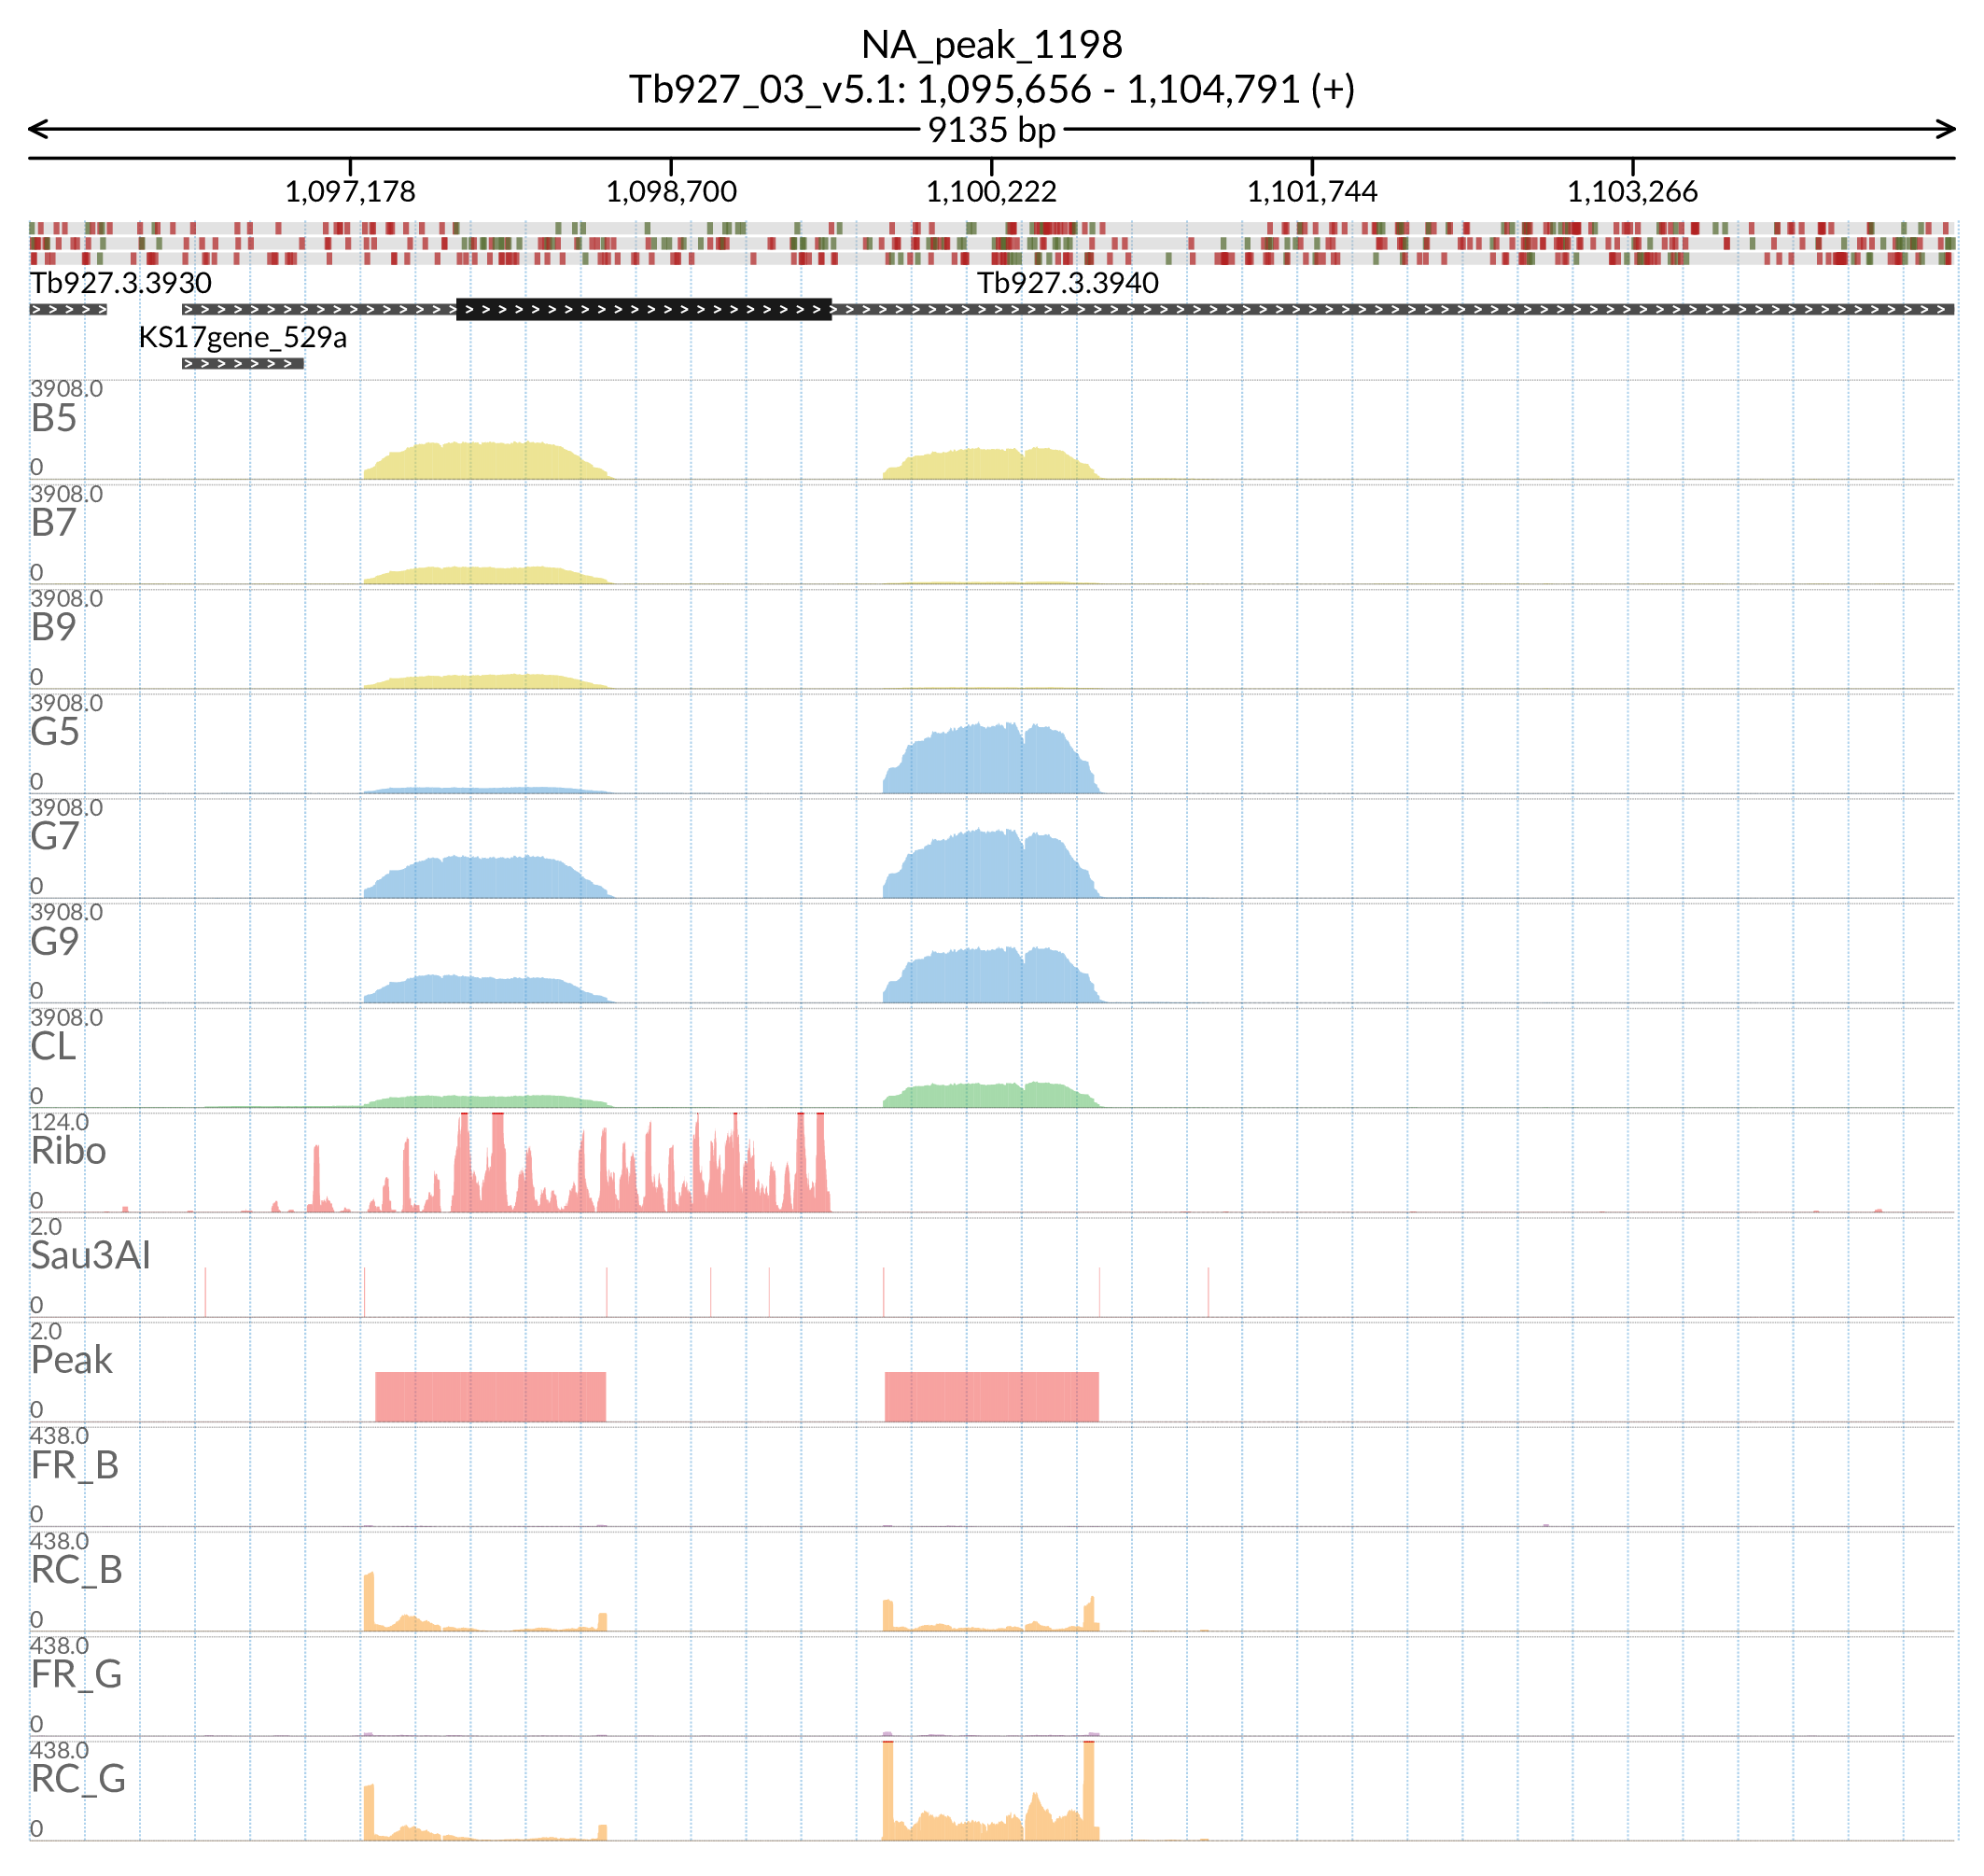 NA_peak_1198
Tb927_03_v5.1: 1,095,656 - 1,104,791 (+)
9135 bp
1,097,178 1,098,700 1,100,222 1,101,744 1,103,266
Tb927.3.3930 Tb927.3.3940
KS17gene_529a
3908.0
B5
0
3908.0
B7
0
3908.0
B9
0
3908.0
G5
0
3908.0
G7
0
3908.0
G9
0
3908.0
CL
0
124.0
Ribo
0
2.0
Sau3AI
0
2.0
Peak
0
438.0
FR_B
0
438.0
RC_B
0
438.0
FR_G
0
438.0
RC_G
0